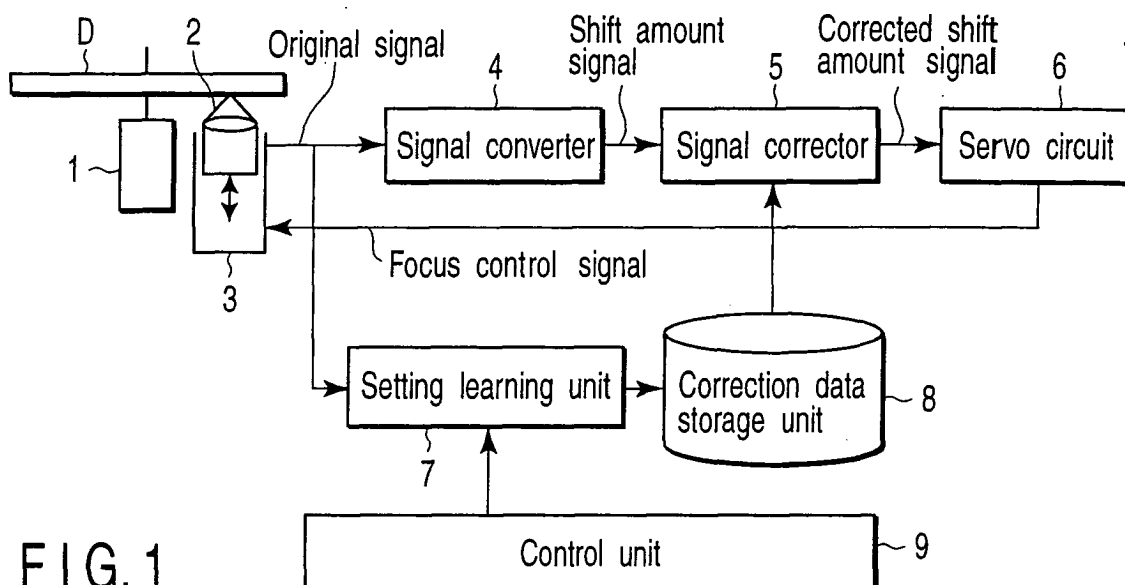 D
2
Original signal
Shift amount
signal
Corrected shift
amount signal
4
5
6
1
Signal converter
Signal corrector
Servo circuit
3
Focus control signal
Setting learning unit
7
Correction data
storage unit
8
Control unit
9
FIG. 1